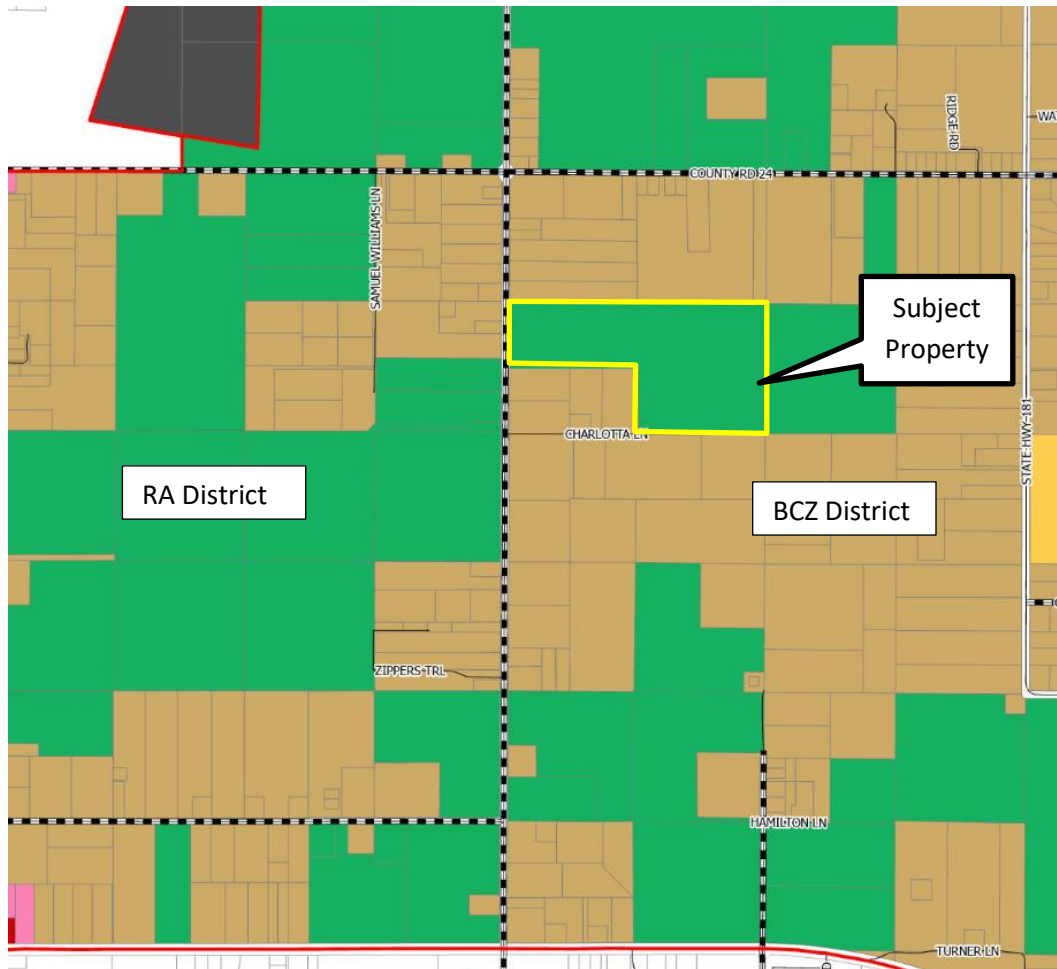 RIDGE RD
WA
COUNTY RD 24
SAMUEL WILLIAMS LN
Subject
Property
STATE HWY 181
CHARLOTTA LN
RA District
BCZ District
ZIPPERS TRL
HAMILTON LN
TURNER LN